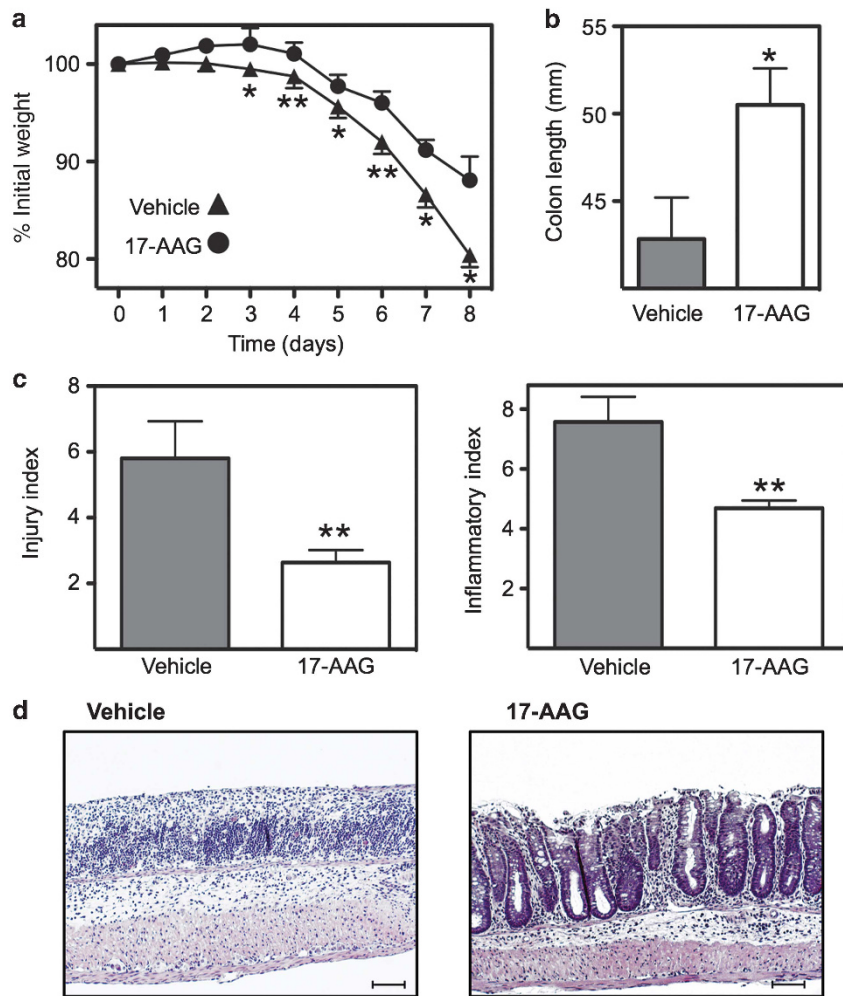 a
100
90
80
% Initial weight
Vehicle ▲
17-AAG ●
* ** * ** * *
0 1 2 3 4 5 6 7 8
Time (days)
b
55
50
45
Colon length (mm)
*
Vehicle 17-AAG
c
8
6
4
2
Injury index
**
Vehicle 17-AAG
8
6
4
2
Inflammatory index
**
Vehicle 17-AAG
d
Vehicle
17-AAG